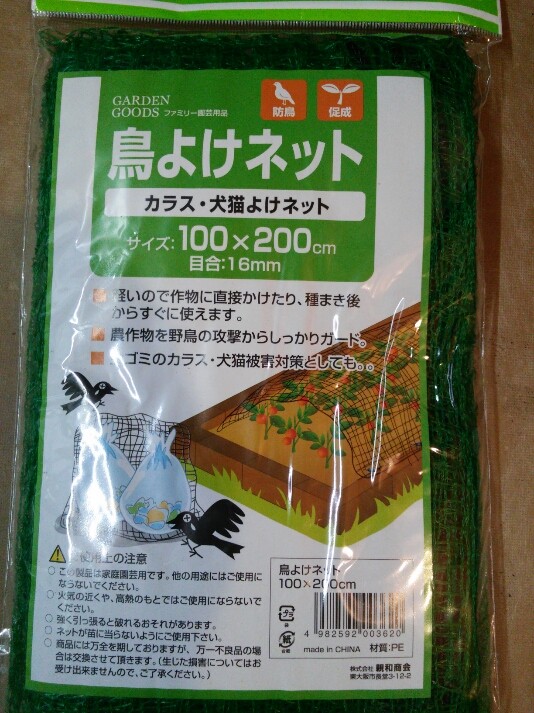 GARDEN
GOODS ファミリー園芸用品
防鳥
促成
鳥よけネット
カラス・犬猫よけネット
サイズ:100×200cm
目合:16mm
軽いので作物に直接かけたり、種まき後
からすぐに使えます。
農作物を野鳥の攻撃からしっかりガード。
ゴミのカラス・犬猫被害対策としても。。
使用上の注意
○この製品は家庭園芸用です。他の用途にはご使用に
ならないでください。
○火気の近くや、高熱のもとではご使用にならないで
ください。
○強く引っ張ると破れるおそれがあります。
○ネットが苗に当らないようにご使用下さい。
○商品には万全を期しておりますが、万一不良品の場
合は交換させて頂きます。(生じた損害についてはお
受け出来ませんので、ご了承ください。)
鳥よけネット
100×200cm
プラ
紙
4 982592 003620
made in CHINA 材質:PE
株式会社 親和商会
東大阪市長堂3-12-2